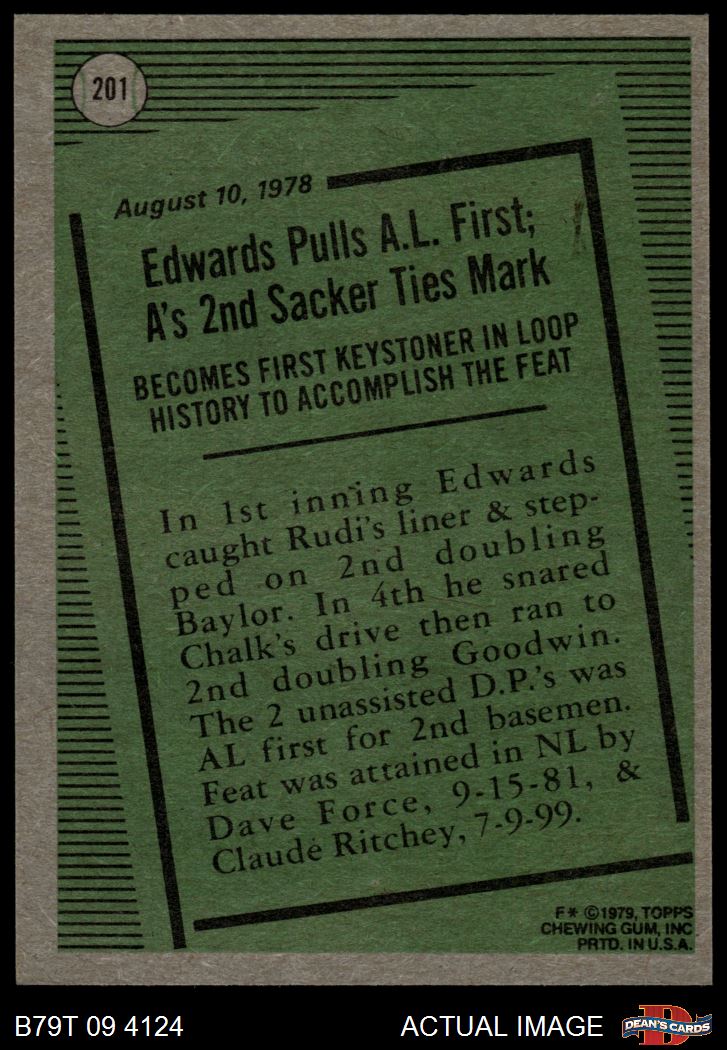 201
August 10, 1978
Edwards Pulls A.L. First;
A's 2nd Sacker Ties Mark
BECOMES FIRST KEYSTONER IN LOOP
HISTORY TO ACCOMPLISH THE FEAT
In 1st inning Edwards
caught Rudi's liner & step-
ped on 2nd doubling
Baylor. In 4th he snared
Chalk's drive then ran to
2nd doubling Goodwin.
The 2 unassisted D.P.'s was
AL first for 2nd basemen.
Feat was attained in NL by
Dave Force, 9-15-81, &
Claude Ritchey, 7-9-99.
F* ©1979, TOPPS
CHEWING GUM, INC
PRTD. IN U.S.A.
B79T 09 4124
ACTUAL IMAGE
D
DEAN'S CARDS